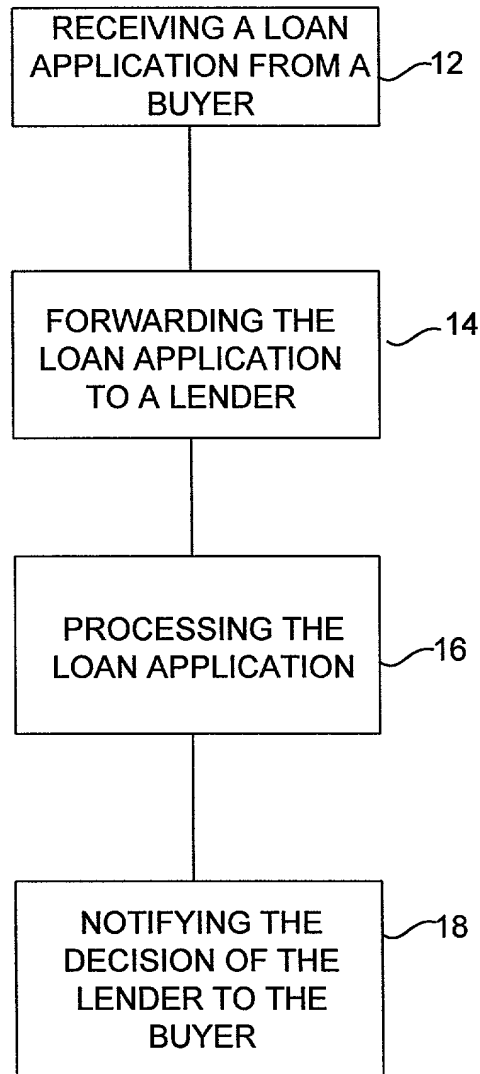 RECEIVING A LOAN
APPLICATION FROM A
BUYER
12
FORWARDING THE
LOAN APPLICATION
TO A LENDER
14
PROCESSING THE
LOAN APPLICATION
16
NOTIFYING THE
DECISION OF THE
LENDER TO THE
BUYER
18